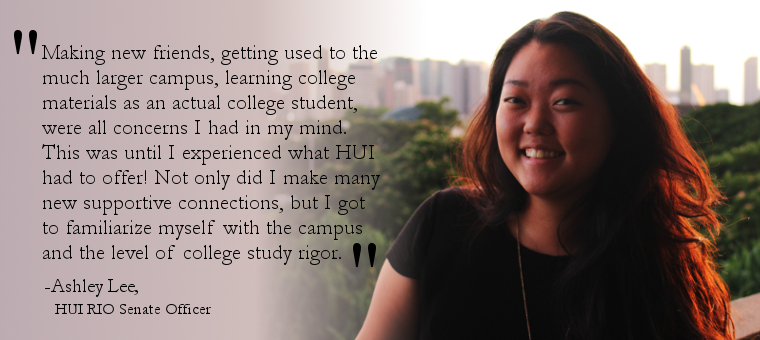 "Making new friends, getting used to the
much larger campus, learning college
materials as an actual college student,
were all concerns I had in my mind.
This was until I experienced what HUI
had to offer! Not only did I make many
new supportive connections, but I got
to familiarize myself with the campus
and the level of college study rigor."
-Ashley Lee,
HUI RIO Senate Officer